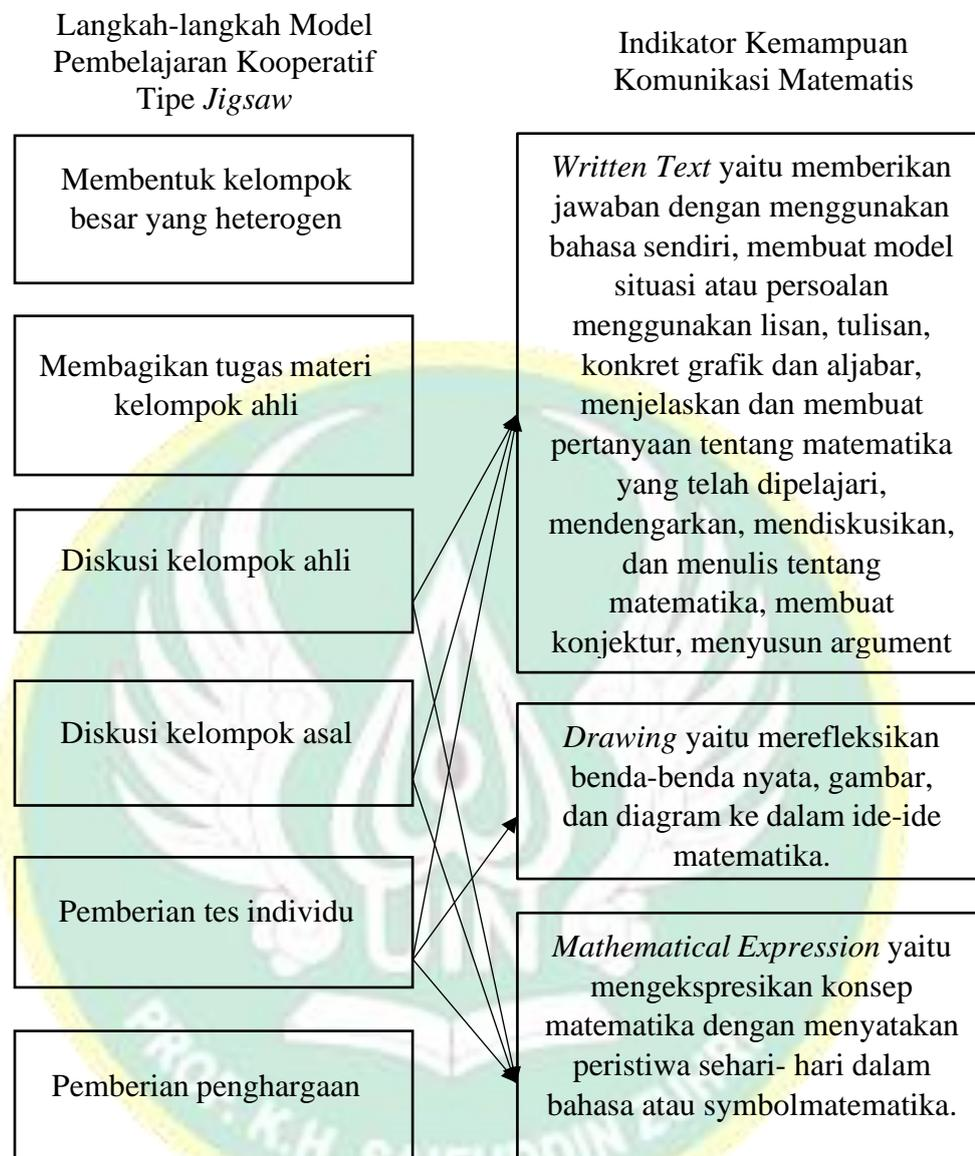 Langkah-langkah Model
Pembelajaran Kooperatif
Tipe Jigsaw
Membentuk kelompok
besar yang heterogen
Membagikan tugas materi
kelompok ahli
Diskusi kelompok ahli
Diskusi kelompok asal
Pemberian tes individu
Pemberian penghargaan
Indikator Kemampuan
Komunikasi Matematis
Written Text yaitu memberikan
jawaban dengan menggunakan
bahasa sendiri, membuat model
situasi atau persoalan
menggunakan lisan, tulisan,
konkret grafik dan aljabar,
menjelaskan dan membuat
pertanyaan tentang matematika
yang telah dipelajari,
mendengarkan, mendiskusikan,
dan menulis tentang
matematika, membuat
konjektur, menyusun argument
Drawing yaitu merefleksikan
benda-benda nyata, gambar,
dan diagram ke dalam ide-ide
matematika.
Mathematical Expression yaitu
mengekspresikan konsep
matematika dengan menyatakan
peristiwa sehari- hari dalam
bahasa atau symbolmatematika.
UIN
PROF. K.H.